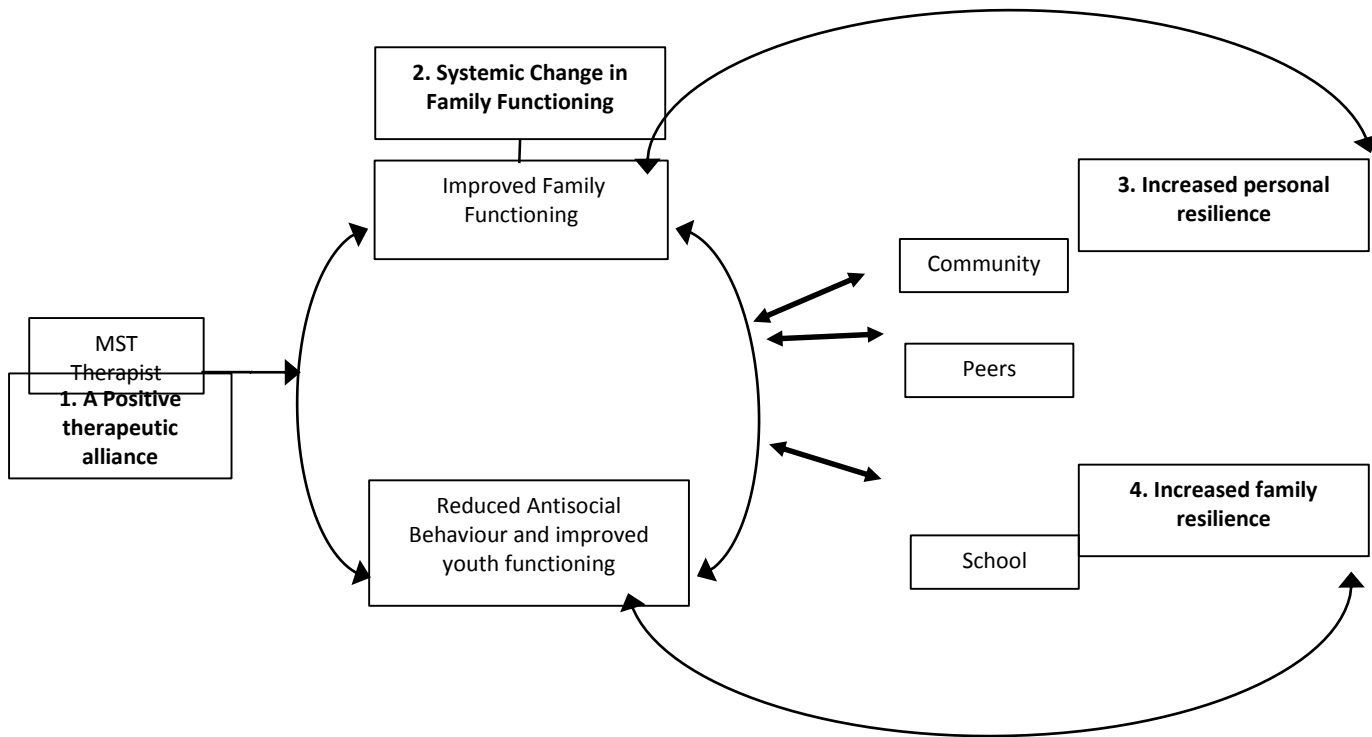 2. Systemic Change in
Family Functioning
Improved Family
Functioning
3. Increased personal
resilience
Community
MST
Therapist
1. A Positive
therapeutic
alliance
Peers
Reduced Antisocial
Behaviour and improved
youth functioning
4. Increased family
resilience
School